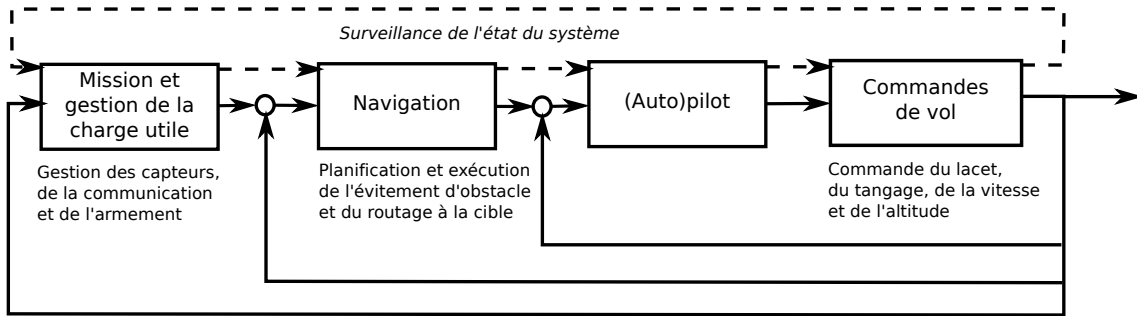 Surveillance de l'état du système
Mission et
gestion de la
charge utile
Navigation
(Auto)pilot
Commandes
de vol
Gestion des capteurs,
de la communication
et de l'armement
Planification et exécution
de l'évitement d'obstacle
et du routage à la cible
Commande du lacet,
du tangage, de la vitesse
et de l'altitude